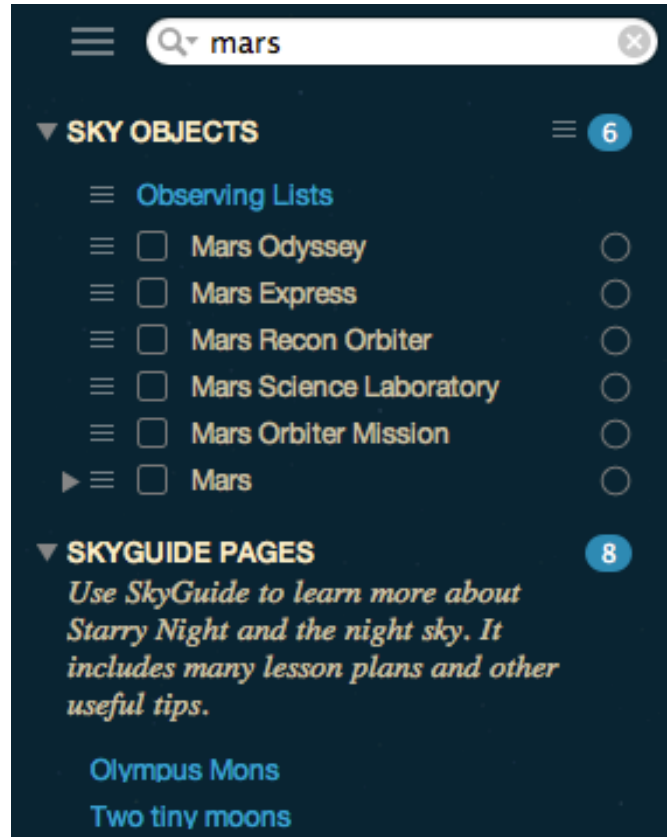 mars
SKY OBJECTS 6
Observing Lists
Mars Odyssey
Mars Express
Mars Recon Orbiter
Mars Science Laboratory
Mars Orbiter Mission
Mars
SKYGUIDE PAGES 8
Use SkyGuide to learn more about
Starry Night and the night sky. It
includes many lesson plans and other
useful tips.
Olympus Mons
Two tiny moons